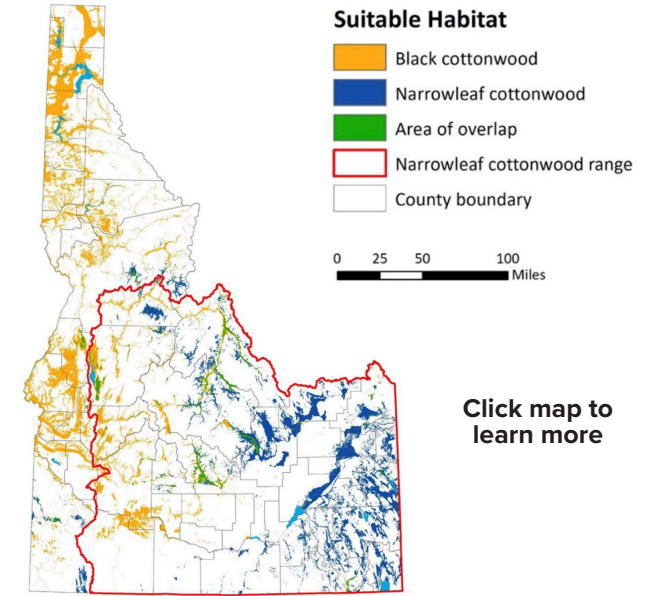 Suitable Habitat
Black cottonwood
Narrowleaf cottonwood
Area of overlap
Narrowleaf cottonwood range
County boundary
0 25 50 100
Miles
Click map to
learn more